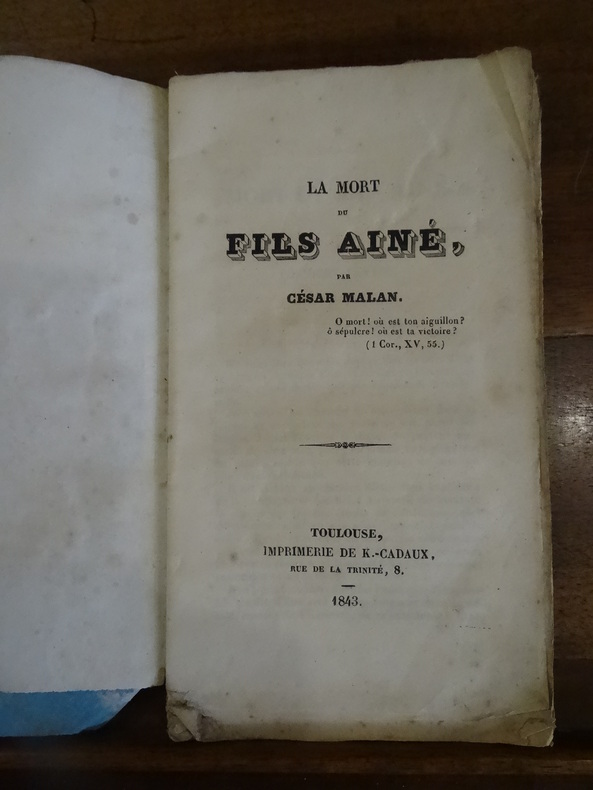 LA MORT
DU
FILS AINÉ,
PAR
CÉSAR MALAN.
O mort! où est ton aiguillon?
ô sépulcre! où est ta victoire?
(1 Cor., XV, 55.)
TOULOUSE,
IMPRIMERIE DE K.-CADAUX,
RUE DE LA TRINITÉ, 8.
1843.